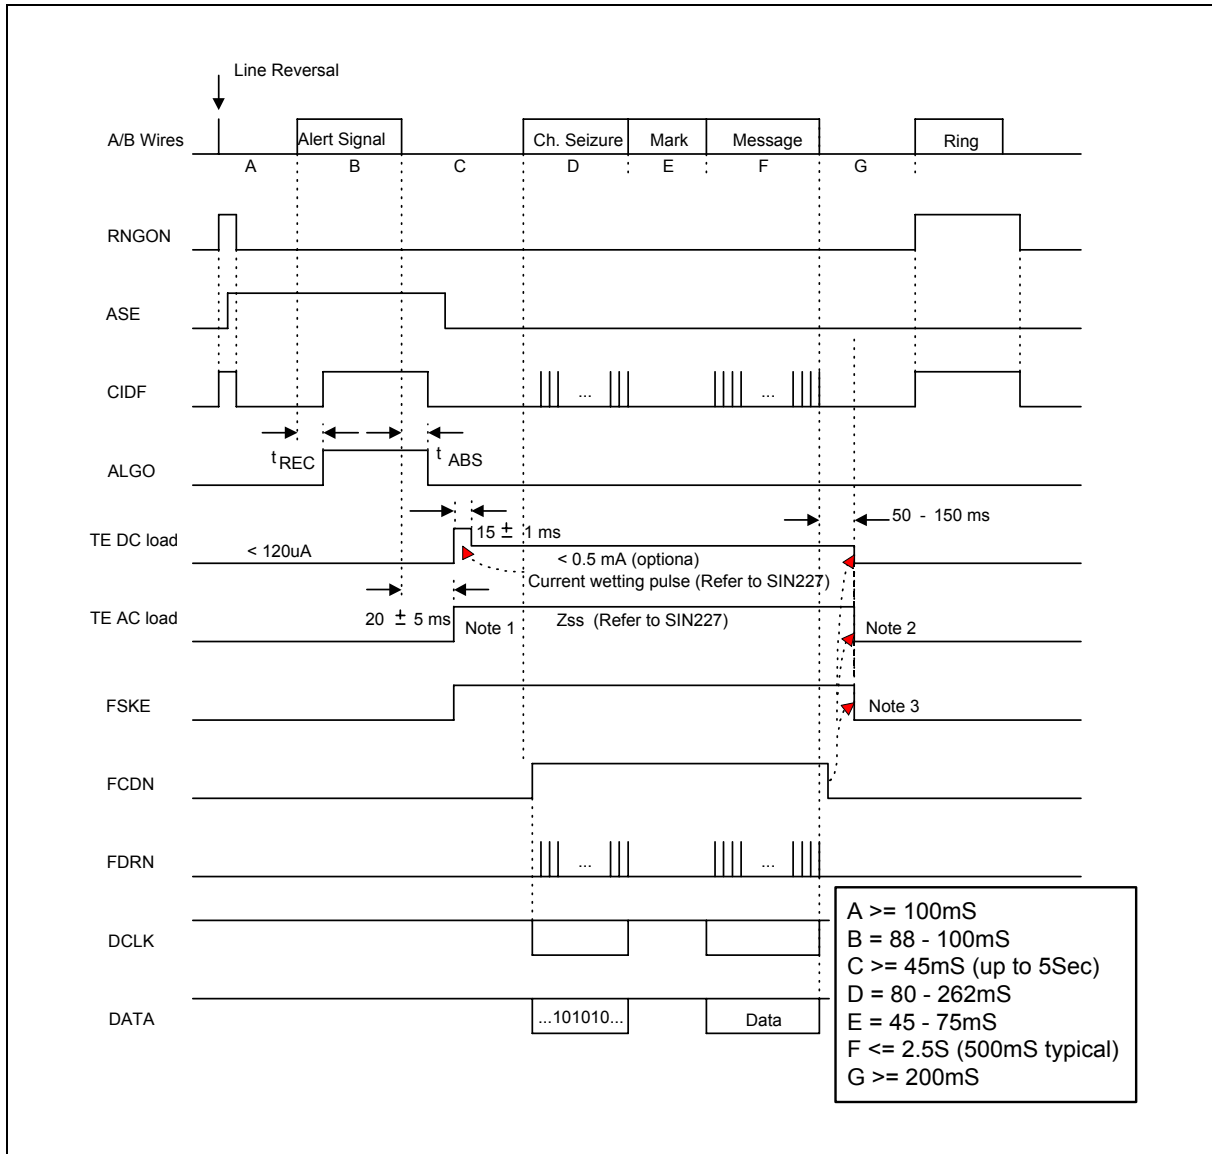 Line Reversal
A/B Wires
Alert Signal
Ch. Seizure
Mark
Message
Ring
A
B
C
D
E
F
G
RNGON
ASE
CIDF
...
...
tREC
t ABS
ALGO
15 ± 1 ms
50 - 150 ms
TE DC load
< 120uA
< 0.5 mA (optiona)
Current wetting pulse (Refer to SIN227)
TE AC load
20 ± 5 ms
Note 1
Zss (Refer to SIN227)
Note 2
FSKE
Note 3
FCDN
FDRN
...
...
DCLK
DATA
...101010...
Data
A >= 100mS
B = 88 - 100mS
C >= 45mS (up to 5Sec)
D = 80 - 262mS
E = 45 - 75mS
F <= 2.5S (500mS typical)
G >= 200mS